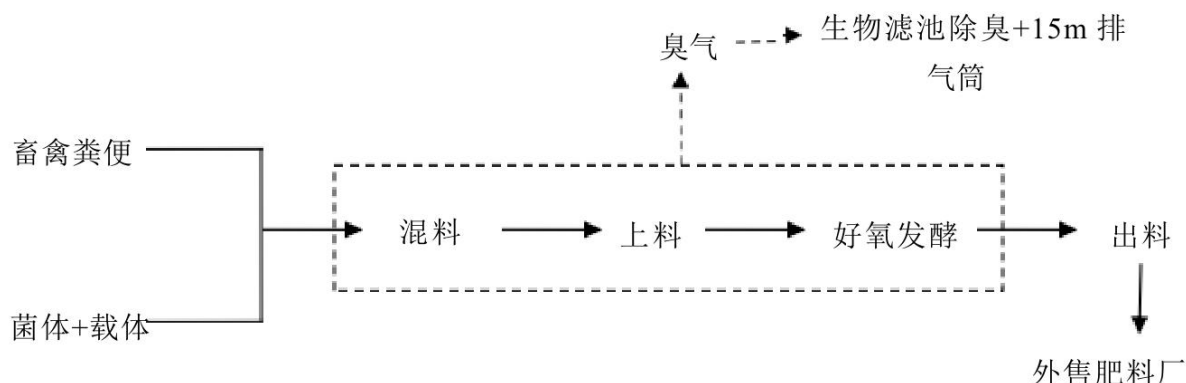 臭气
生物滤池除臭+15m 排
气筒
畜禽粪便
混料
上料
好氧发酵
出料
菌体+载体
外售肥料厂